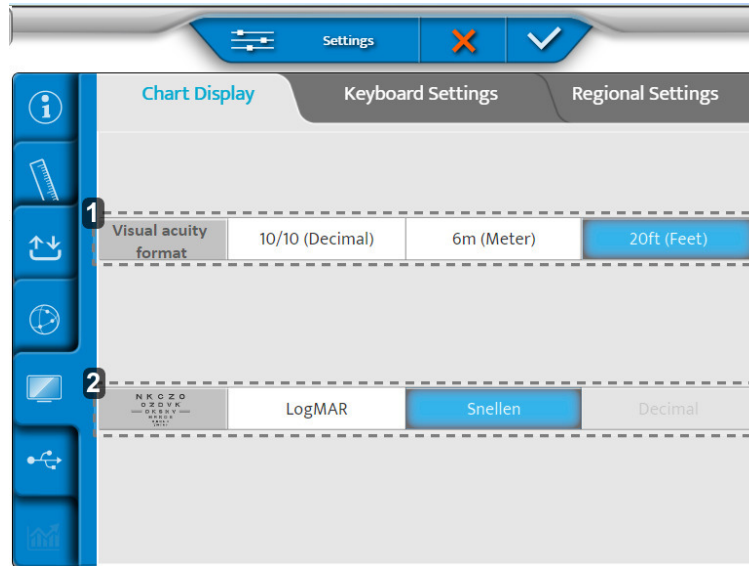 Settings
Chart Display Keyboard Settings Regional Settings
1
Visual acuity
format
10/10 (Decimal) 6m (Meter) 20ft (Feet)
2
N K C Z O
O Z D V K
LogMAR Snellen Decimal